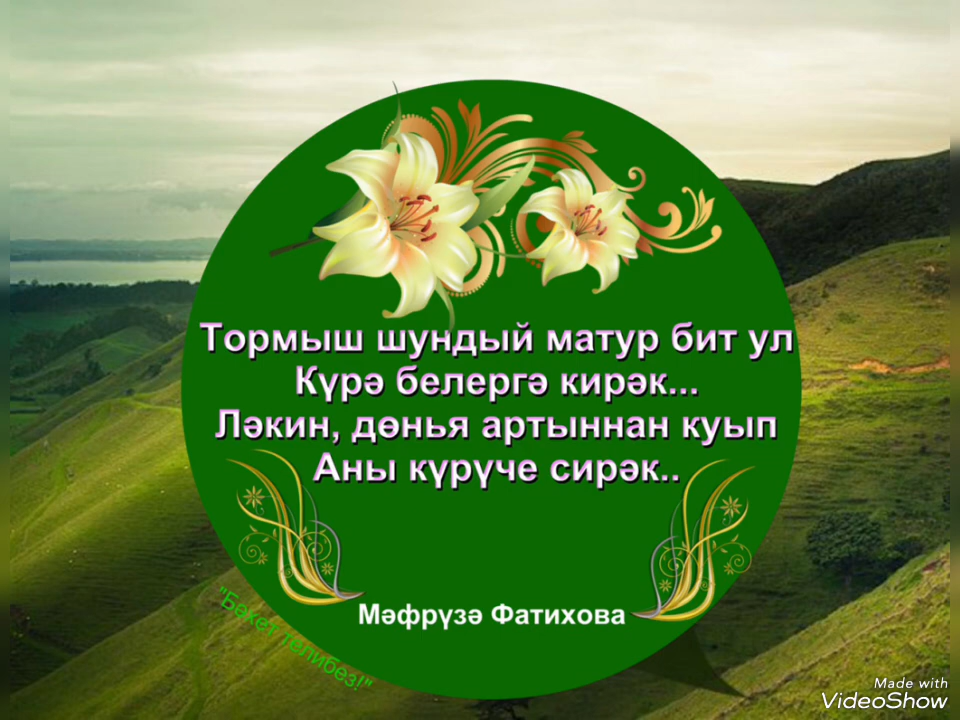 Тормыш шундый матур бит ул
Күрә белергә кирәк...
Ләкин, дөнья артыннан куып
Аны күрүче сирәк..
Мәфрүзә Фатихова
"Бәхет телибез!"
Made with
VideoShow